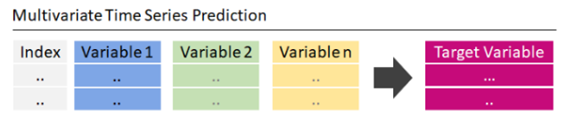 Multivariate Time Series Prediction
Index Variable 1 Variable 2 Variable n Target Variable
.. .. .. .. ...
.. .. .. .. ..